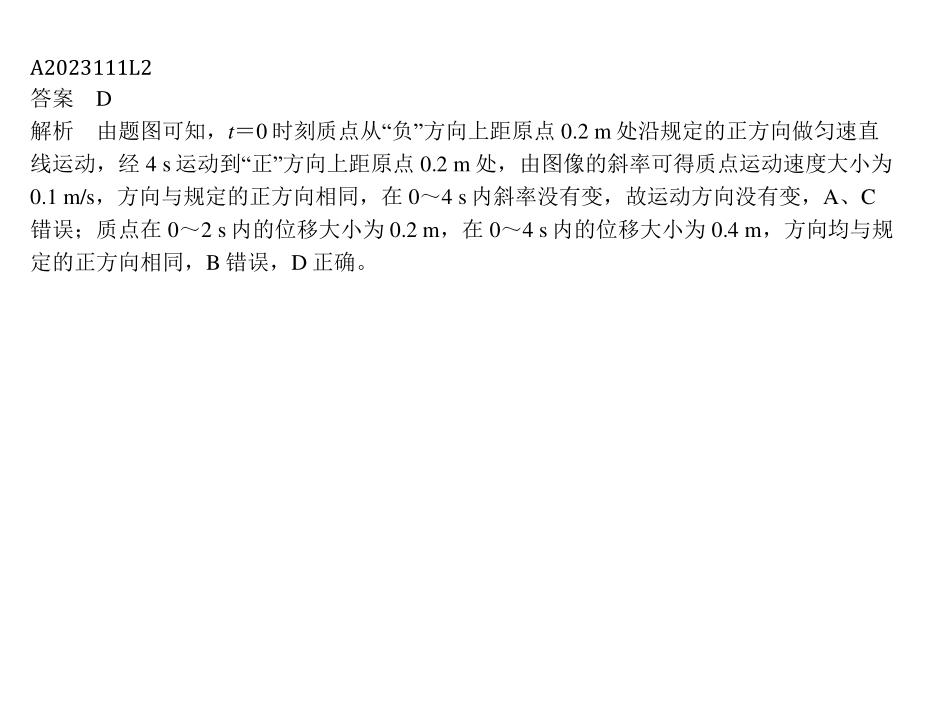 A2023111L2
答案　D
解析　由题图可知，t＝0时刻质点从“负”方向上距原点 0.2 m 处沿规定的正方向做匀速直
线运动，经 4 s 运动到“正”方向上距原点 0.2 m 处，由图像的斜率可得质点运动速度大小为
0.1 m/s，方向与规定的正方向相同，在 0～4 s 内斜率没有变，故运动方向没有变，A、C
错误；质点在 0～2 s 内的位移大小为 0.2 m，在 0～4 s 内的位移大小为 0.4 m，方向均与规
定的正方向相同，B 错误，D 正确。